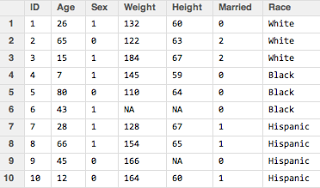 ID Age Sex Weight Height Married Race
1 1 26 1 132 60 0 White
2 2 65 0 122 63 2 White
3 3 15 1 184 67 2 White
4 4 7 1 145 59 0 Black
5 5 80 0 110 64 0 Black
6 6 43 1 NA NA 0 Black
7 7 28 1 128 67 1 Hispanic
8 8 66 1 154 65 1 Hispanic
9 9 45 0 166 NA 0 Hispanic
10 10 12 0 164 60 1 Hispanic